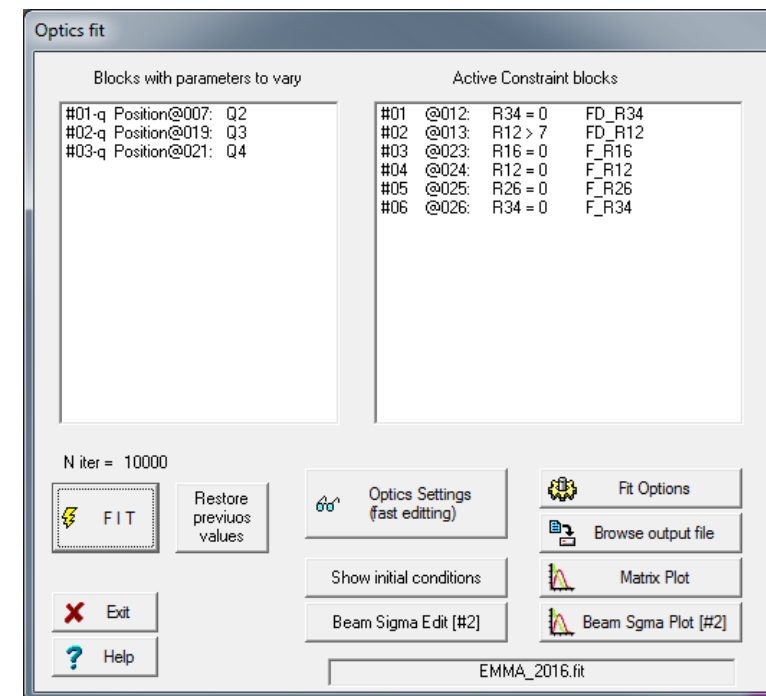 Optics fit
Blocks with parameters to vary
#01-q Position@007: Q2
#02-q Position@019: Q3
#03-q Position@021: Q4
Active Constraint blocks
#01 @012: R34 = 0 FD_R34
#02 @013: R12 > 7 FD_R12
#03 @023: R16 = 0 F_R16
#04 @024: R12 = 0 F_R12
#05 @025: R26 = 0 F_R26
#06 @026: R34 = 0 F_R34
N iter = 10000
F I T
Restore
previuos
values
Optics Settings
(fast editting)
Fit Options
Browse output file
Show initial conditions
Matrix Plot
Exit
Beam Sigma Edit [#2]
Beam Sgma Plot [#2]
Help
EMMA_2016.fit